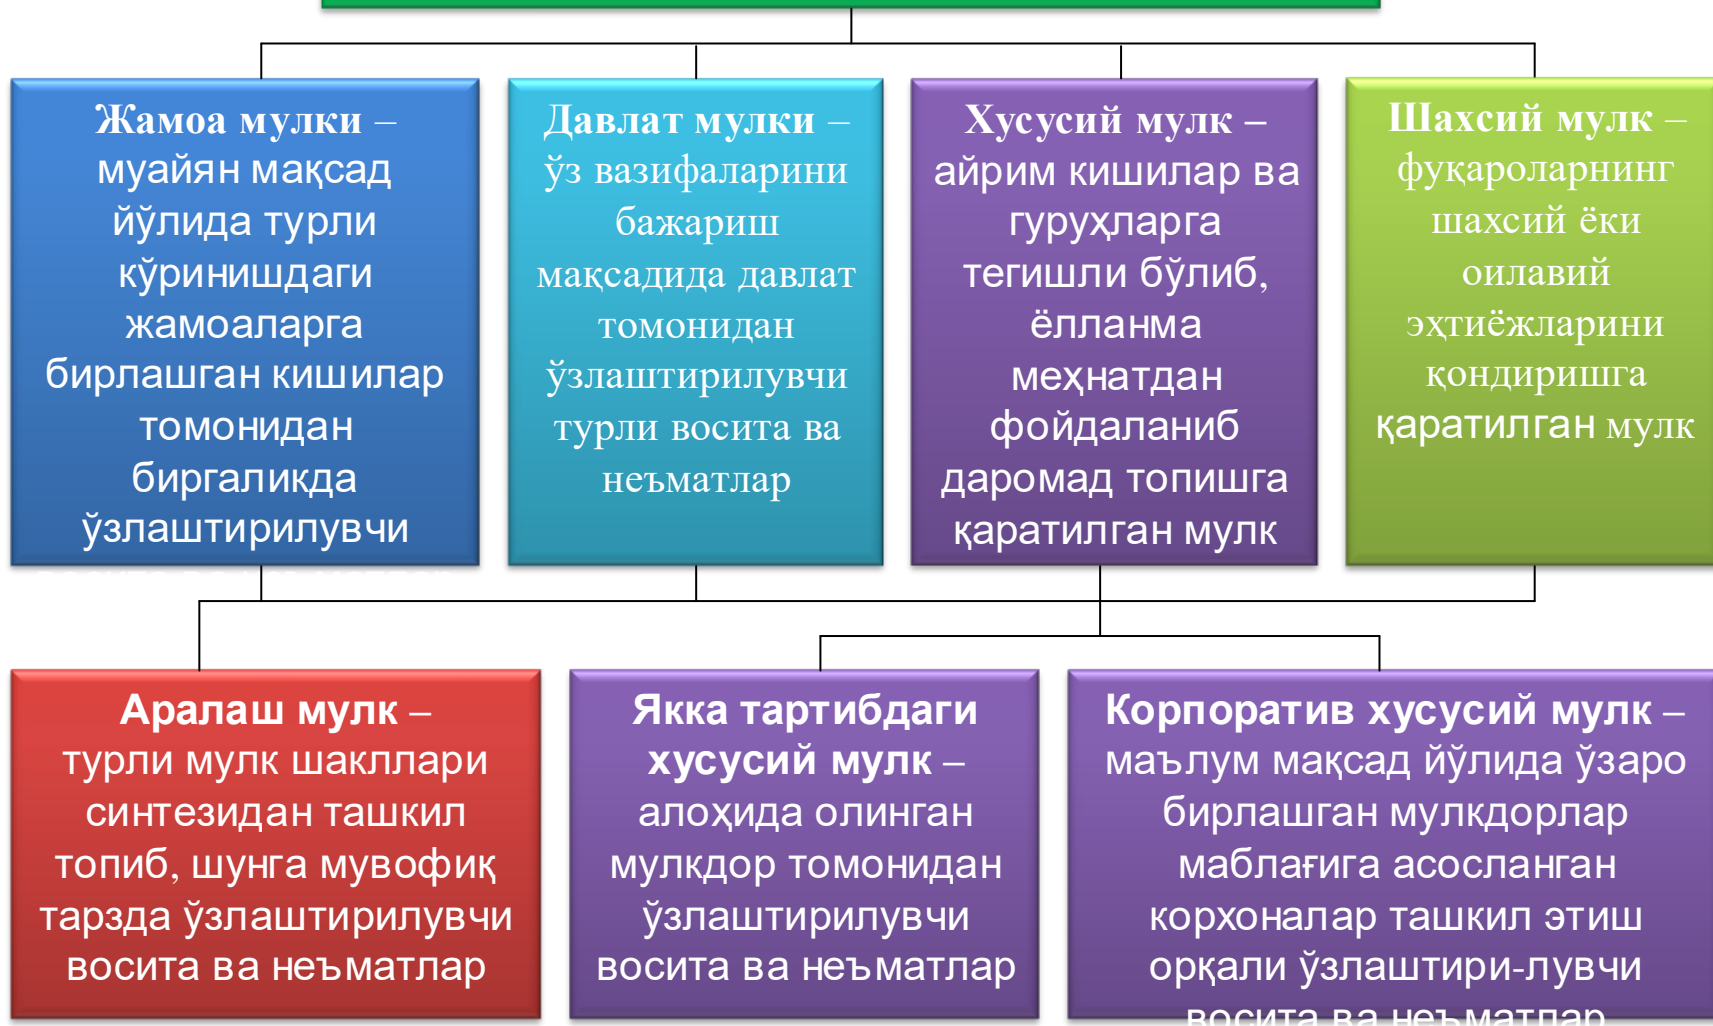 Жамоа мулки –
муайян мақсад
йўлида турли
кўринишдаги
жамоаларга
бирлашган кишилар
томонидан
биргаликда
ўзлаштирилувчи
Давлат мулки –
ўз вазифаларини
бажариш
мақсадида давлат
томонидан
ўзлаштирилувчи
турли восита ва
неъматлар
Хусусий мулк –
айрим кишилар ва
гуруҳларга
тегишли бўлиб,
ёлланма
меҳнатдан
фойдаланиб
даромад топишга
қаратилган мулк
Шахсий мулк –
фуқароларнинг
шахсий ёки
оилавий
эҳтиёжларини
қондиришга
қаратилган мулк
Аралаш мулк –
турли мулк шакллари
синтезидан ташкил
топиб, шунга мувофиқ
тарзда ўзлаштирилувчи
восита ва неъматлар
Якка тартибдаги
хусусий мулк –
алоҳида олинган
мулкдор томонидан
ўзлаштирилувчи
восита ва неъматлар
Корпоратив хусусий мулк –
маълум мақсад йўлида ўзаро
бирлашган мулкдорлар
маблағига асосланган
корхоналар ташкил этиш
орқали ўзлаштири-лувчи
восита ва неъматлар